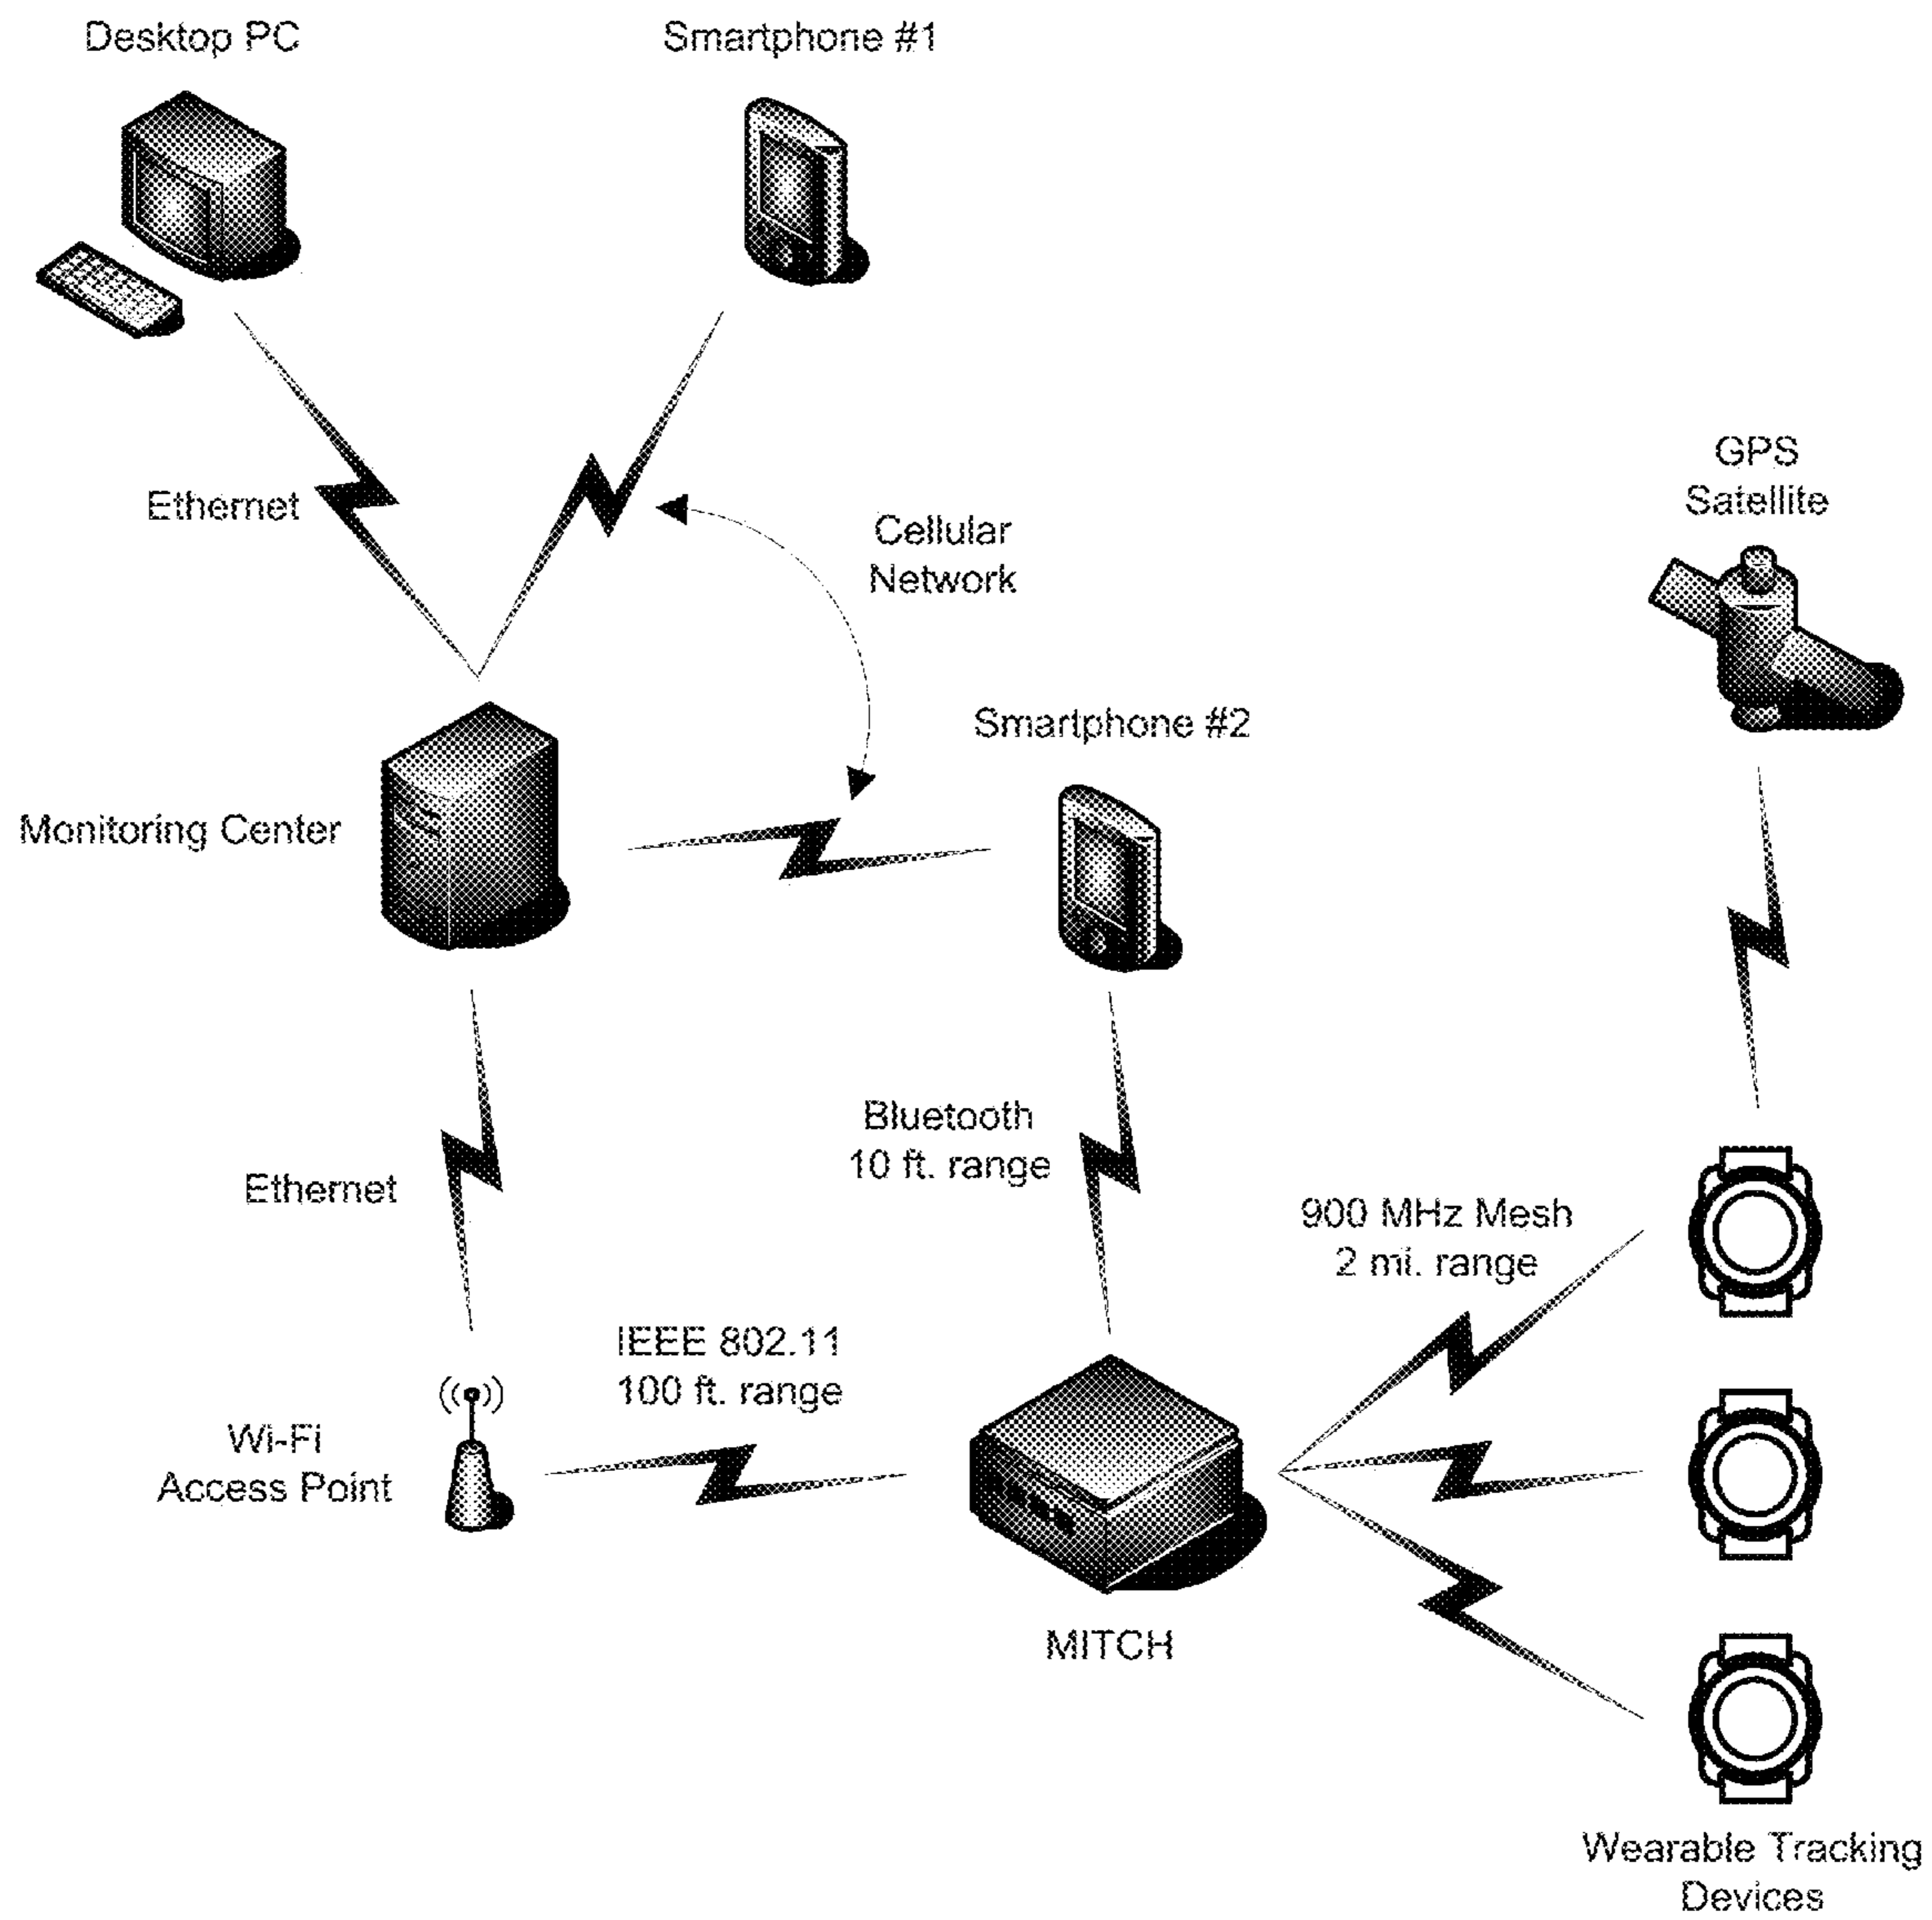 Desktop PC
Smartphone #1
Ethernet
Cellular
Network
GPS
Satellite
Smartphone #2
Monitoring Center
Bluetooth
10 ft. range
Ethernet
900 MHz Mesh
2 mi. range
IEEE 802.11
100 ft. range
Wi-Fi
Access Point
MITCH
Wearable Tracking
Devices